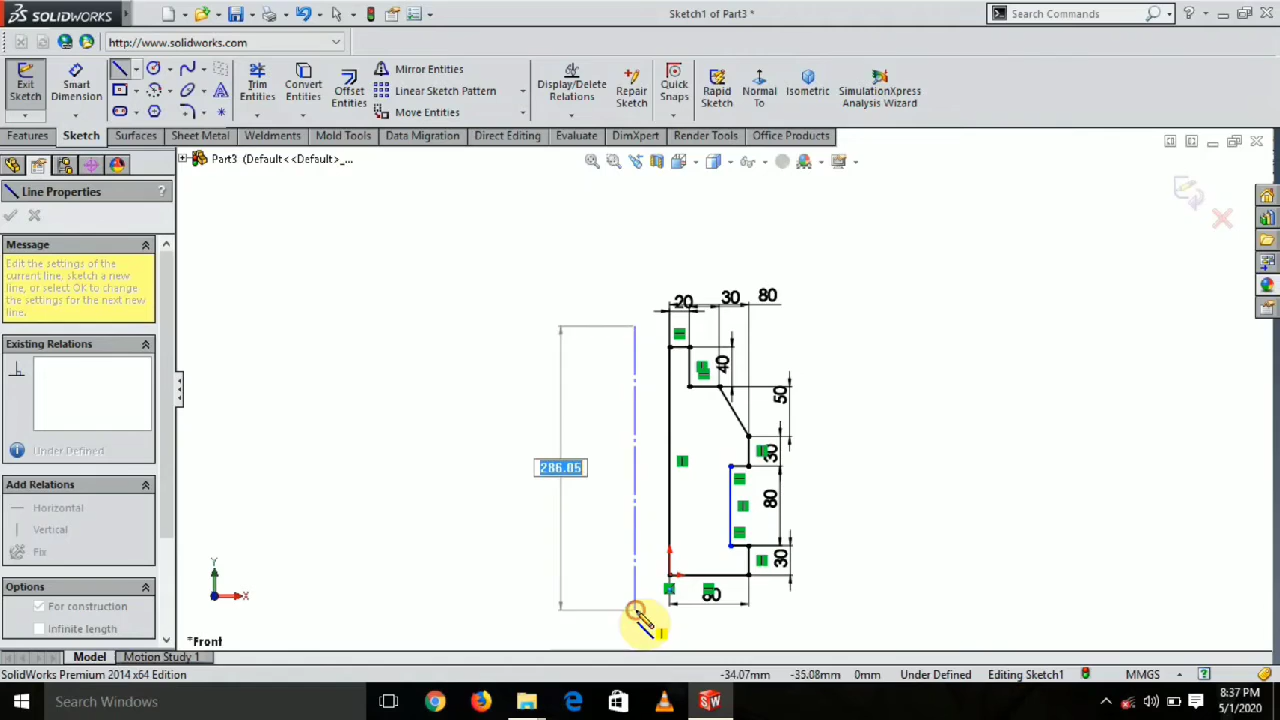 SOLIDWORKS
Sketch1 of Part3 *
Search Commands
http://www.solidworks.com
Exit Sketch
Smart Dimension
Trim Entities
Convert Entities
Offset Entities
Mirror Entities
Linear Sketch Pattern
Move Entities
Display/Delete Relations
Repair Sketch
Quick Snaps
Rapid Sketch
Normal To
Isometric
SimulationXpress Analysis Wizard
Features
Sketch
Surfaces
Sheet Metal
Weldments
Mold Tools
Data Migration
Direct Editing
Evaluate
DimXpert
Render Tools
Office Products
Part3 (Default<<Default>_...
Line Properties
?
Message
Edit the settings of the
current line, sketch a new
line, or select OK to change
the settings for the next new
line.
Existing Relations
Under Defined
Add Relations
Horizontal
Vertical
Fix
Options
For construction
Infinite length
20
30
80
40
50
30
80
30
286.05
Y
X
*Front
Model
Motion Study 1
SolidWorks Premium 2014 x64 Edition
-34.07mm
-35.08mm
0mm
Under Defined
Editing Sketch1
MMGS
Search Windows
8:37 PM
5/1/2020